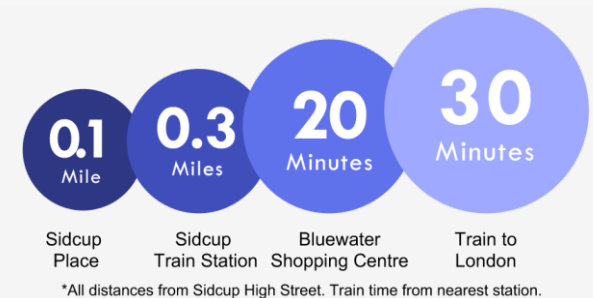 0.1
Mile
0.3
Miles
20
Minutes
30
Minutes
Sidcup
Place
Sidcup
Train Station
Bluewater
Shopping Centre
Train to
London
*All distances from Sidcup High Street. Train time from nearest station.